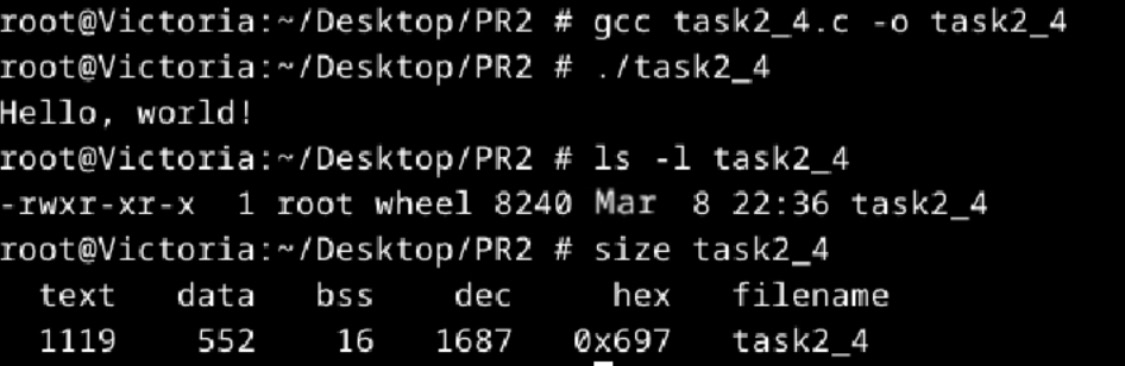 root@Victoria:~/Desktop/PR2 # gcc task2_4.c -o task2_4
root@Victoria:~/Desktop/PR2 # ./task2_4
Hello, world!
root@Victoria:~/Desktop/PR2 # ls -l task2_4
-rwxr-xr-x  1 root wheel 8240 Mar  8 22:36 task2_4
root@Victoria:~/Desktop/PR2 # size task2_4
text data bss dec hex filename
1119 552 16 1687 0x697 task2_4